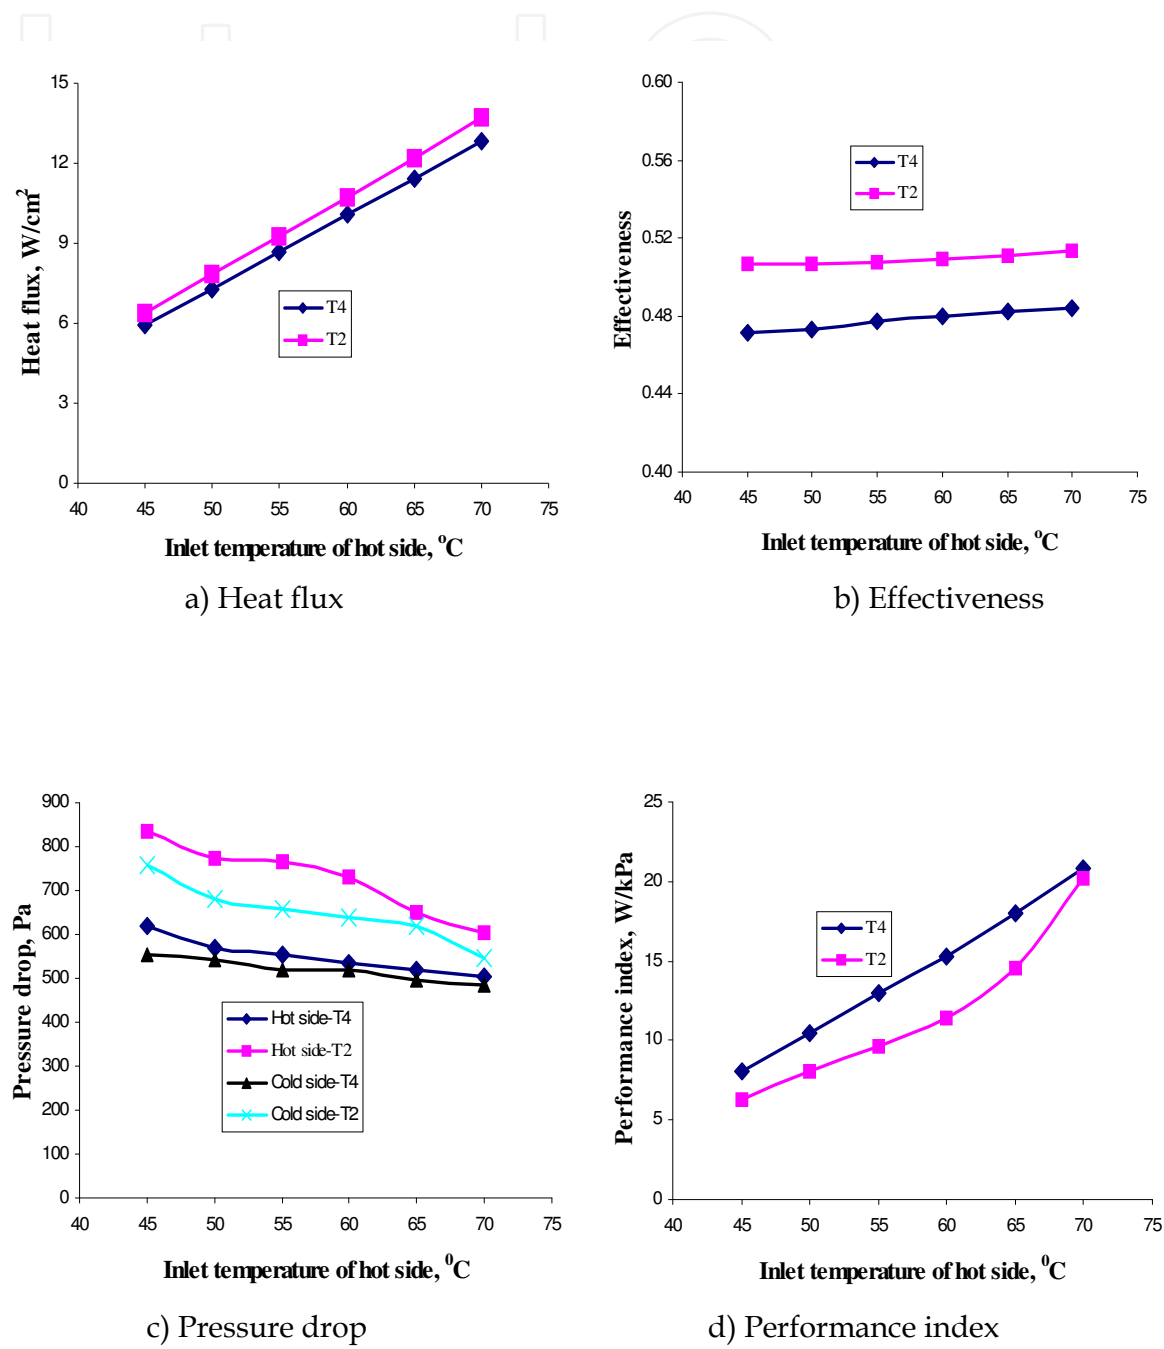 15
12
9
6
3
0
40 45 50 55 60 65 70 75
Heat flux, W/cm²
T4
T2
Inlet temperature of hot side, °C
a) Heat flux
0.60
0.56
0.52
0.48
0.44
0.40
40 45 50 55 60 65 70 75
Effectiveness
T4
T2
Inlet temperature of hot side, °C
b) Effectiveness
900
800
700
600
500
400
300
200
100
0
40 45 50 55 60 65 70 75
Pressure drop, Pa
Hot side-T4
Hot side-T2
Cold side-T4
Cold side-T2
Inlet temperature of hot side, ⁰C
c) Pressure drop
25
20
15
10
5
0
40 45 50 55 60 65 70 75
Performance index, W/kPa
T4
T2
Inlet temperature of hot side, ⁰C
d) Performance index